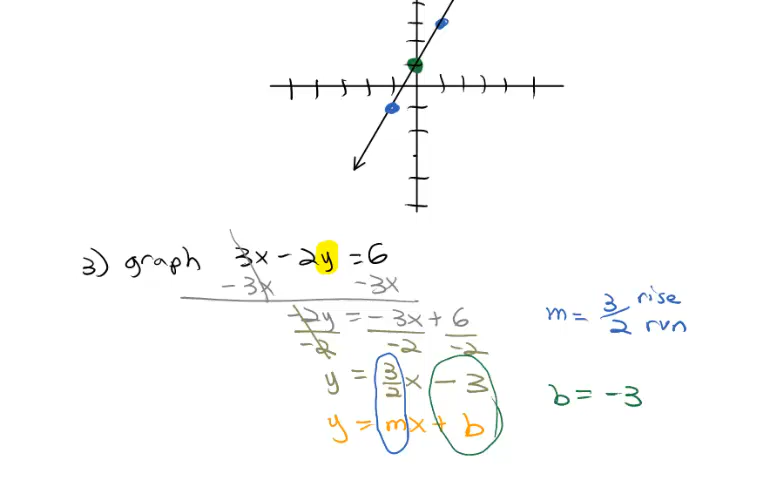 3) graph 3x - 2y = 6
- 3x - 3x
-2y = - 3x + 6
-2 -2 -2
y = 3/2 x - 3
y = mx + b
m = 3/2 rise run
b = -3